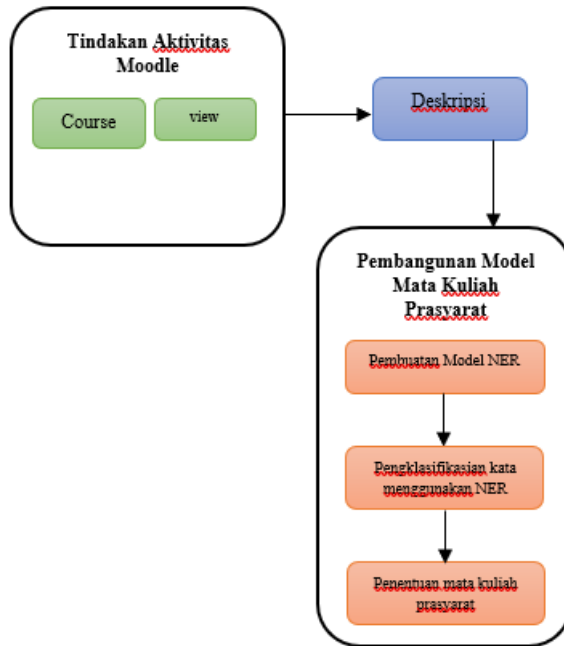 Tindakan Aktivitas
Moodle
Course
view
Deskripsi
Pembangunan Model
Mata Kuliah
Prasyarat
Pembuatan Model NER
Pengklasifikasian kata
menggunakan NER
Penentuan mata kuliah
prasyarat